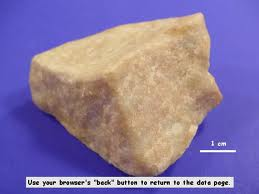 1 cm
Use your browser's "back" button to return to the data page.